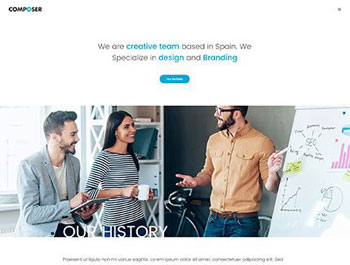 COMPOSER
We are creative team based in Spain. We
Specialize in design and Branding
OUR HISTORY
Praesent ut ligula non mi varius sagittis. Lorem ipsum dolor sit amet, consectetuer adipiscing elit. Sed